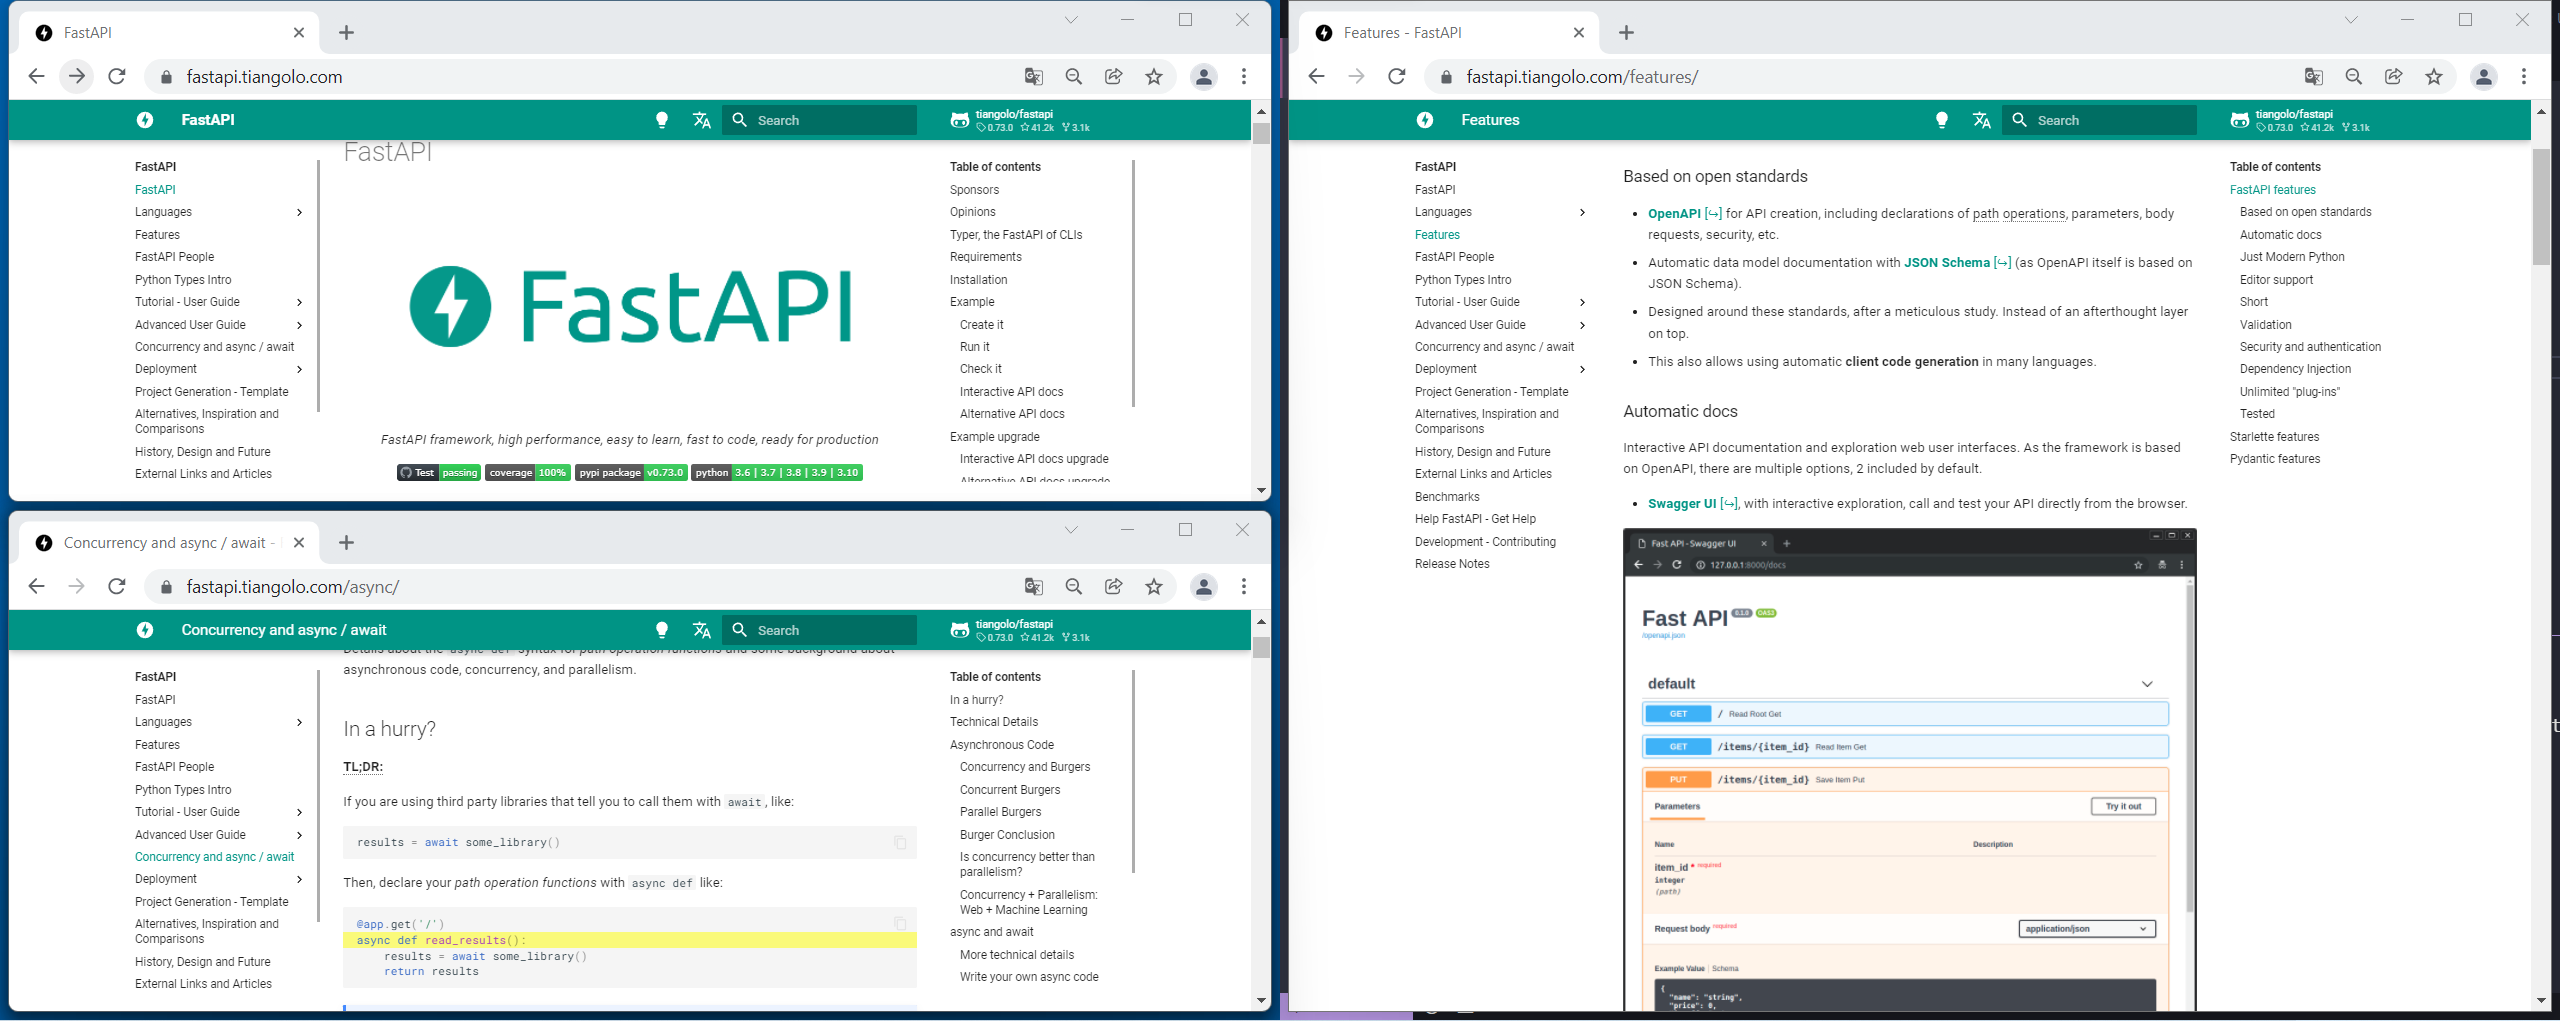 FastAPI
fastapi.tiangolo.com
FastAPI
Search
tiangolo/fastapi
0.73.0 41.2k 3.1k
FastAPI
FastAPI
Languages
Features
FastAPI People
Python Types Intro
Tutorial - User Guide
Advanced User Guide
Concurrency and async / await
Deployment
Project Generation - Template
Alternatives, Inspiration and
Comparisons
History, Design and Future
External Links and Articles
FastAPI
FastAPI
FastAPI framework, high performance, easy to learn, fast to code, ready for production
Test passing coverage 100% pypi package v0.73.0 python 3.6 | 3.7 | 3.8 | 3.9 | 3.10
Table of contents
Sponsors
Opinions
Typer, the FastAPI of CLIs
Requirements
Installation
Example
Create it
Run it
Check it
Interactive API docs
Alternative API docs
Example upgrade
Interactive API docs upgrade
Alternative API docs upgrade
Concurrency and async / await -
fastapi.tiangolo.com/async/
Concurrency and async / await
Search
tiangolo/fastapi
0.73.0 41.2k 3.1k
FastAPI
FastAPI
Languages
Features
FastAPI People
Python Types Intro
Tutorial - User Guide
Advanced User Guide
Concurrency and async / await
Deployment
Project Generation - Template
Alternatives, Inspiration and
Comparisons
History, Design and Future
External Links and Articles
Details about the async def syntax for path operation functions and some background about
asynchronous code, concurrency, and parallelism.
In a hurry?
TL;DR:
If you are using third party libraries that tell you to call them with await, like:
results = await some_library()
Then, declare your path operation functions with async def like:
@app.get('/')
async def read_results():
    results = await some_library()
    return results
Table of contents
In a hurry?
Technical Details
Asynchronous Code
Concurrency and Burgers
Concurrent Burgers
Parallel Burgers
Burger Conclusion
Is concurrency better than
parallelism?
Concurrency + Parallelism:
Web + Machine Learning
async and await
More technical details
Write your own async code
Features - FastAPI
fastapi.tiangolo.com/features/
Features
Search
tiangolo/fastapi
0.73.0 41.2k 3.1k
FastAPI
FastAPI
Languages
Features
FastAPI People
Python Types Intro
Tutorial - User Guide
Advanced User Guide
Concurrency and async / await
Deployment
Project Generation - Template
Alternatives, Inspiration and
Comparisons
History, Design and Future
External Links and Articles
Benchmarks
Help FastAPI - Get Help
Development - Contributing
Release Notes
Based on open standards
• OpenAPI [↪] for API creation, including declarations of path operations, parameters, body
requests, security, etc.
• Automatic data model documentation with JSON Schema [↪] (as OpenAPI itself is based on
JSON Schema).
• Designed around these standards, after a meticulous study. Instead of an afterthought layer
on top.
• This also allows using automatic client code generation in many languages.
Automatic docs
Interactive API documentation and exploration web user interfaces. As the framework is based
on OpenAPI, there are multiple options, 2 included by default.
• Swagger UI [↪], with interactive exploration, call and test your API directly from the browser.
Fast API - Swagger UI
127.0.0.1:8000/docs
Fast API 0.1.0 OAS3
/openapi.json
default
GET / Read Root Get
GET /items/{item_id} Read Item Get
PUT /items/{item_id} Save Item Put
Parameters
Try it out
Name Description
item_id * required
integer
(path)
Request body required
application/json
Example Value | Schema
{
"name": "string",
"price": 0,
Table of contents
FastAPI features
Based on open standards
Automatic docs
Just Modern Python
Editor support
Short
Validation
Security and authentication
Dependency Injection
Unlimited "plug-ins"
Tested
Starlette features
Pydantic features